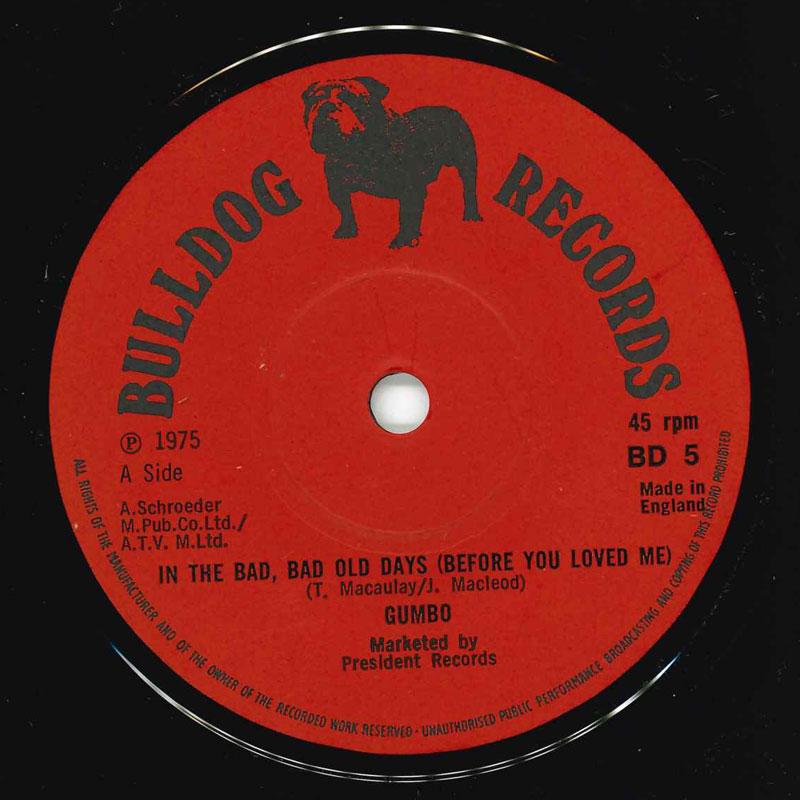 BULLDOG RECORDS
℗ 1975
A Side
45 rpm
BD 5
Made in
England
A.Schroeder
M.Pub.Co.Ltd./
A.T.V. M.Ltd.
IN THE BAD, BAD OLD DAYS (BEFORE YOU LOVED ME)
(T. Macaulay/J. Macleod)
GUMBO
Marketed by
President Records
ALL RIGHTS OF THE MANUFACTURER AND OF THE OWNER OF THE RECORDED WORK RESERVED · UNAUTHORISED PUBLIC PERFORMANCE BROADCASTING AND COPYING OF THIS RECORD PROHIBITED